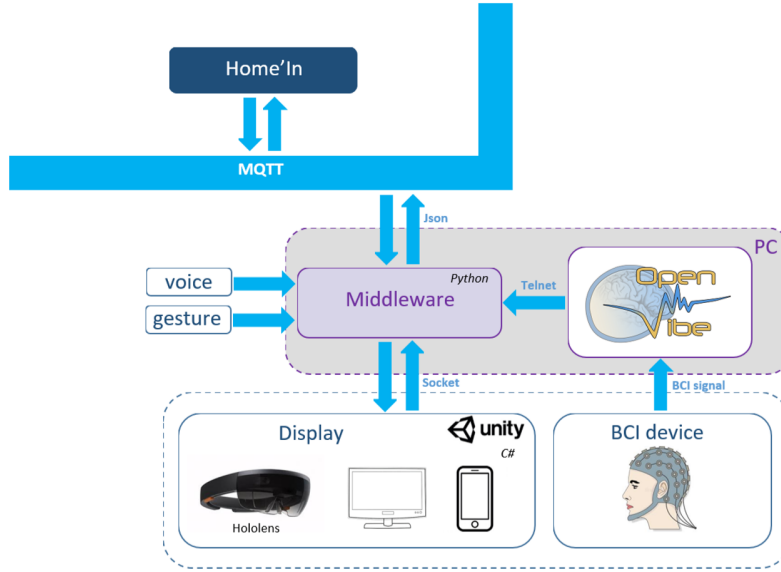 Home'In
MQTT
Json
PC
voice
gesture
Python
Middleware
Telnet
Open
Vibe
Socket
BCI signal
Display
unity
C#
Hololens
BCI device